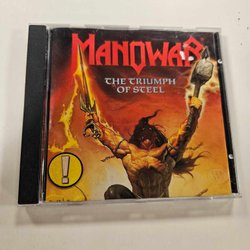 MANOWAR
THE TRIUMPH
OF STEEL
!